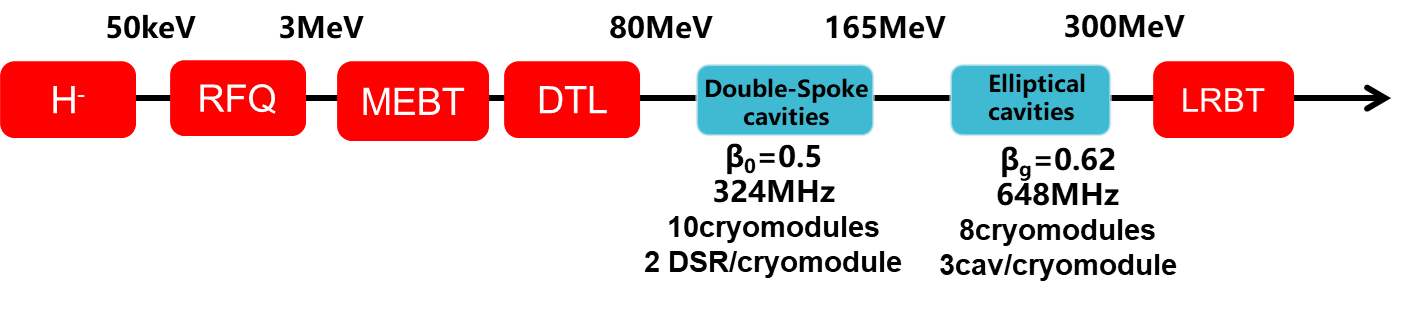 50keV 3MeV 80MeV 165MeV 300MeV
H-
RFQ
MEBT
DTL
Double-Spoke
cavities
Elliptical
cavities
LRBT
β0=0.5
324MHz
10cryomodules
2 DSR/cryomodule
βg=0.62
648MHz
8cryomodules
3cav/cryomodule